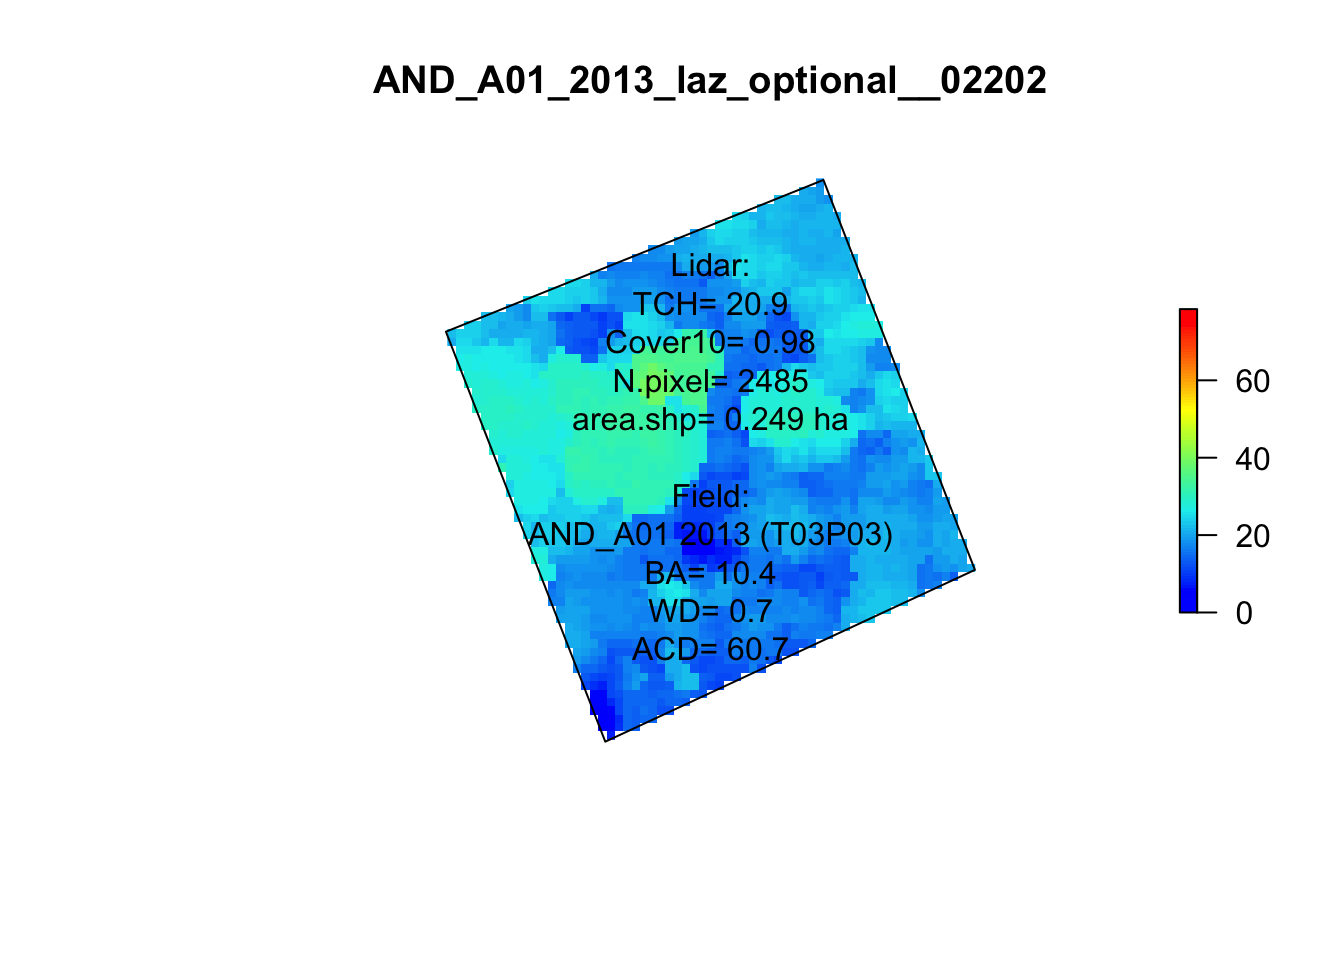 AND_A01_2013_laz_optional__02202
Lidar:
TCH= 20.9
Cover10= 0.98
N.pixel= 2485
area.shp= 0.249 ha
Field:
AND_A01 2013 (T03P03)
BA= 10.4
WD= 0.7
ACD= 60.7
60
40
20
0